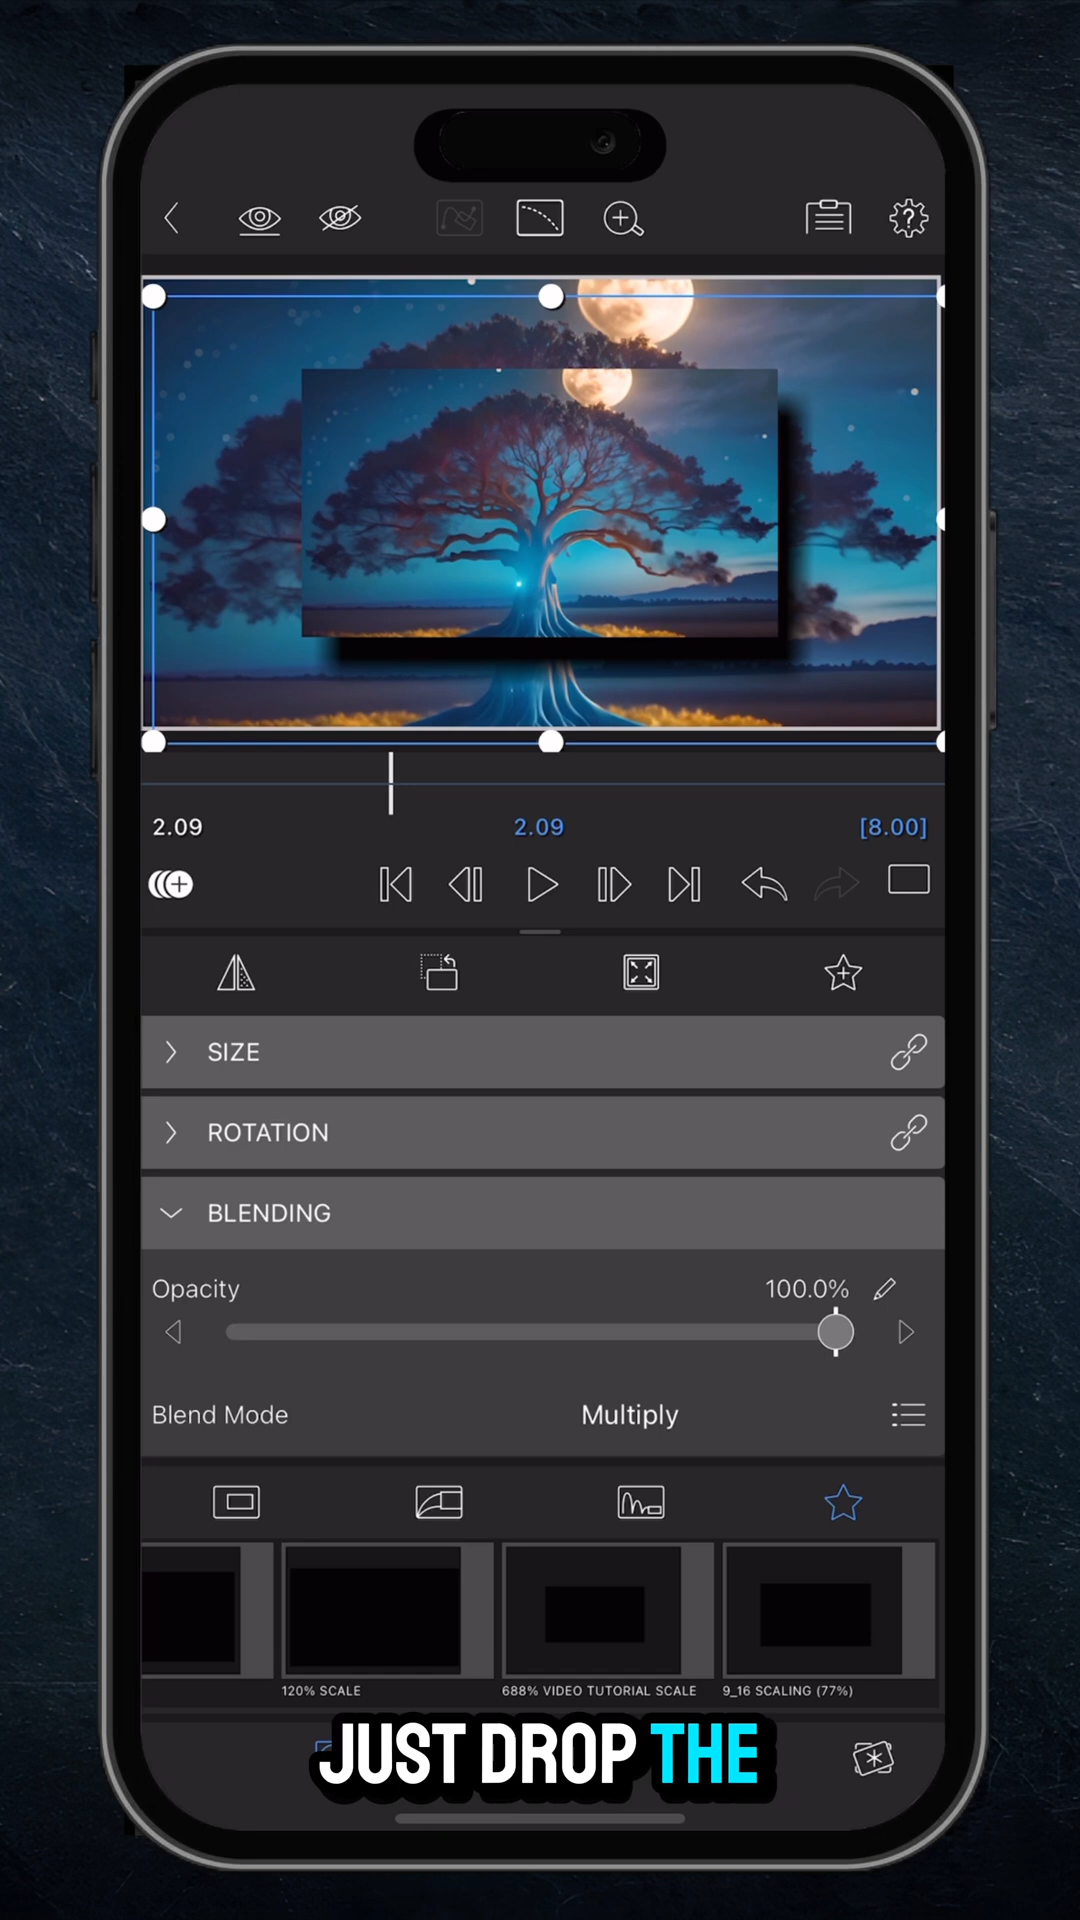 2.09
2.09
[8.00]
SIZE
ROTATION
BLENDING
Opacity
100.0%
Blend Mode
Multiply
120% SCALE
688% VIDEO TUTORIAL SCALE
9_16 SCALING (77%)
JUST DROP THE